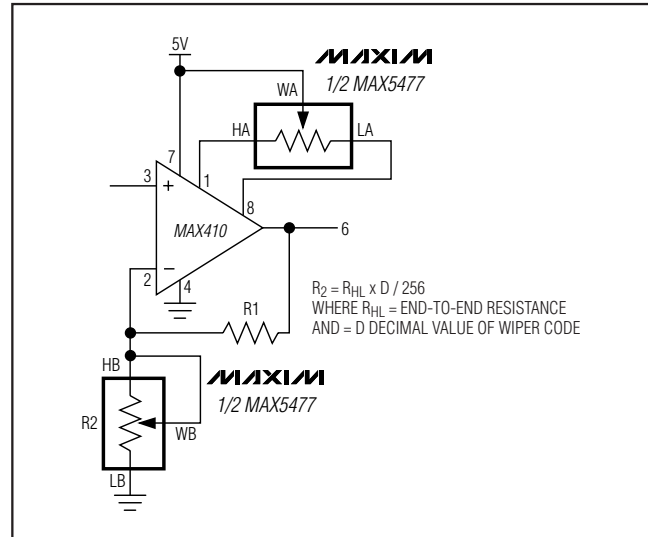 5V
MAXIM
1/2 MAX5477
WA
HA
LA
7
3
+
1
8
MAX410
6
2
−
4
R1
R2 = RHL x D / 256
WHERE RHL = END-TO-END RESISTANCE
AND = D DECIMAL VALUE OF WIPER CODE
HB
MAXIM
1/2 MAX5477
R2
WB
LB